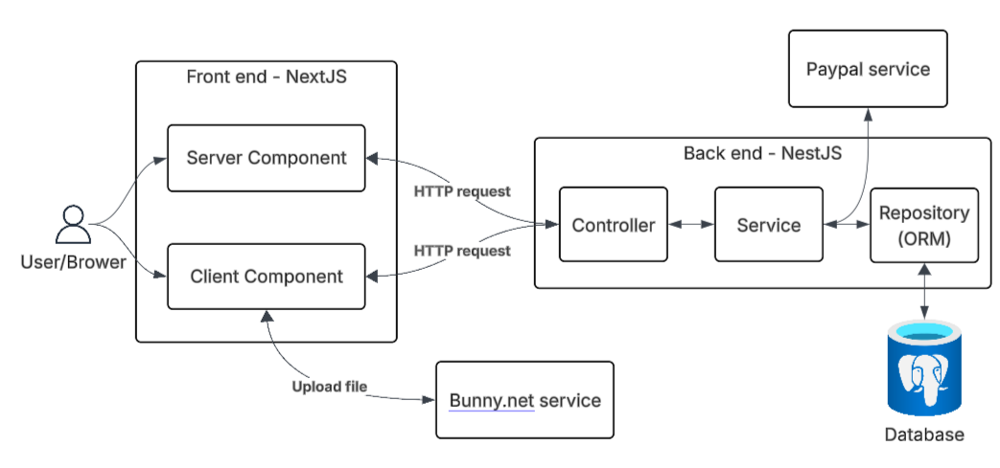 Paypal service
Front end - NextJS
Back end - NestJS
Server Component
HTTP request
Controller
Service
Repository
(ORM)
User/Brower
HTTP request
Client Component
Upload file
Bunny.net service
Database